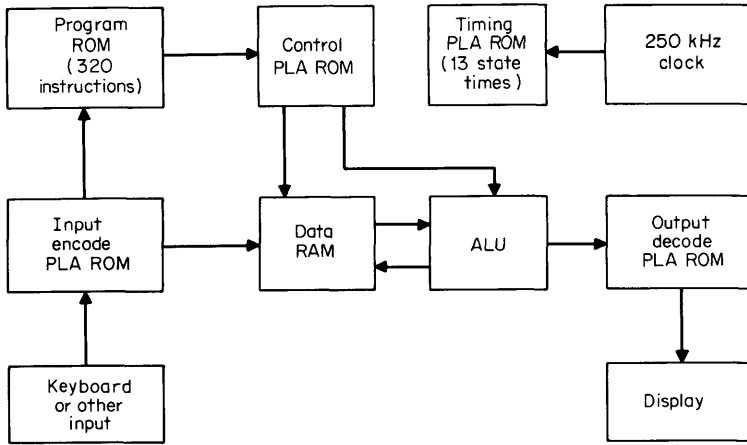 Program
ROM
(320
instructions)
Control
PLA ROM
Timing
PLA ROM
(13 state
times)
250 kHz
clock
Input
encode
PLA ROM
Data
RAM
ALU
Output
decode
PLA ROM
Keyboard
or other
input
Display